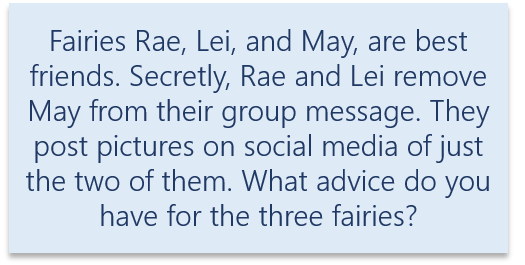 Fairies Rae, Lei, and May, are best
friends. Secretly, Rae and Lei remove
May from their group message. They
post pictures on social media of just
the two of them. What advice do you
have for the three fairies?